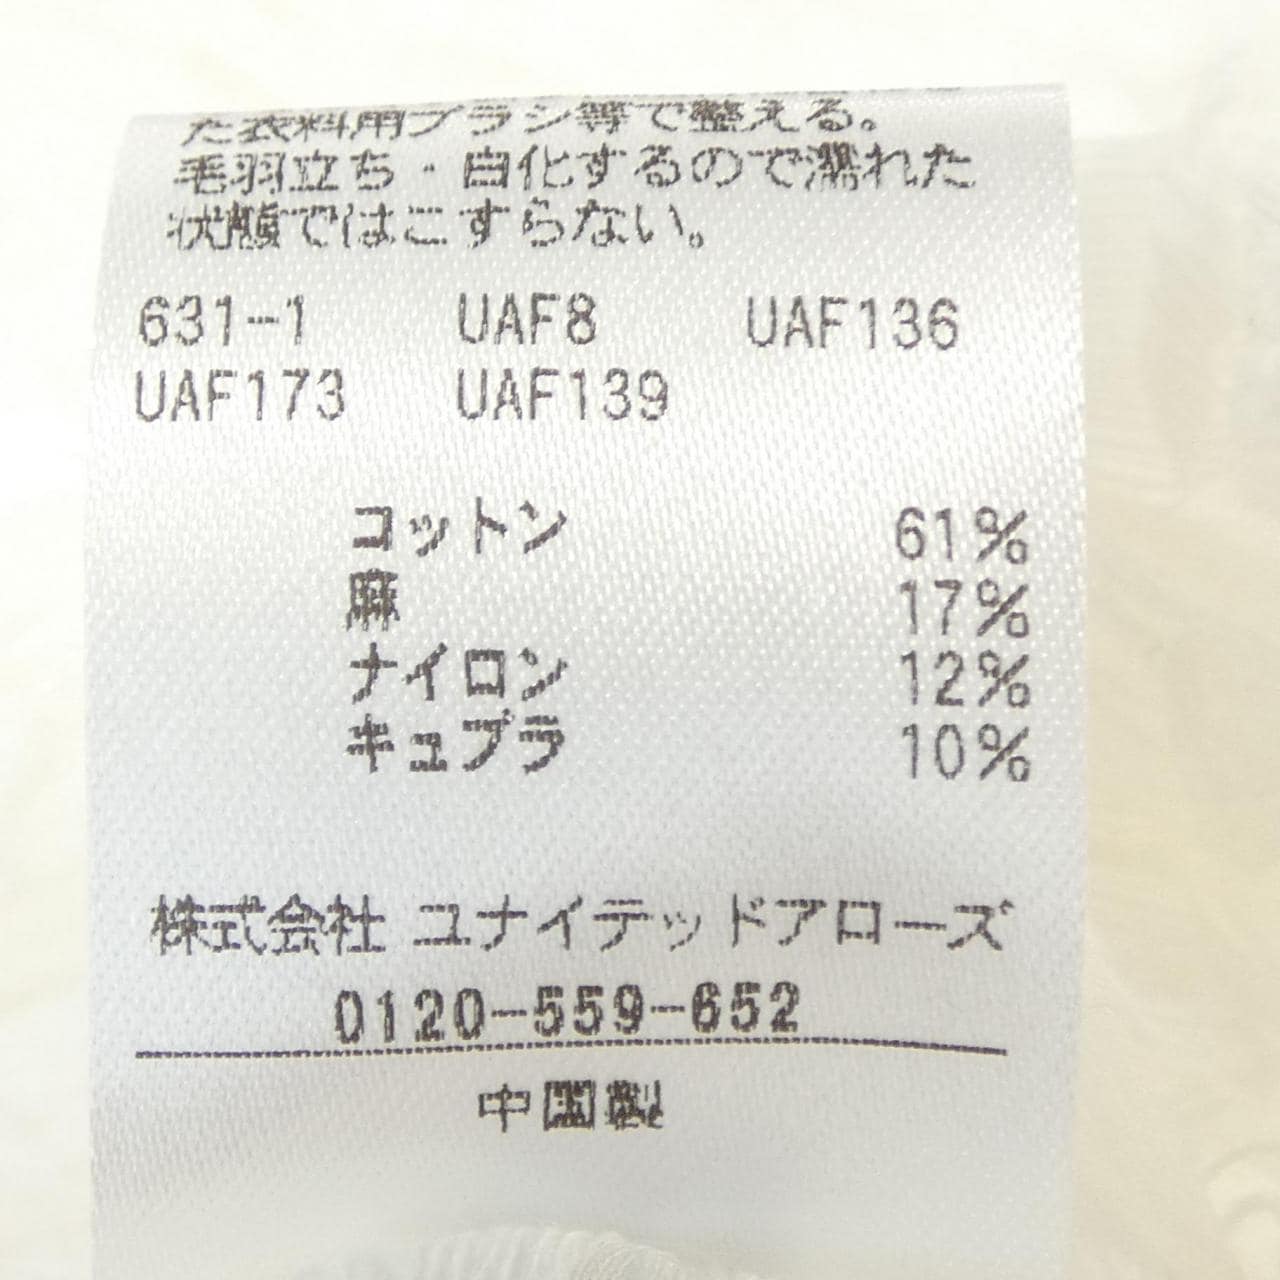 た衣料用ブラシ等で整える。
毛羽立ち・白化するので濡れた
状態ではこすらない。
631-1 UAF8 UAF136
UAF173 UAF139
コットン 61%
麻 17%
ナイロン 12%
キュプラ 10%
株式会社 ユナイテッドアローズ
0120-559-652
中国製